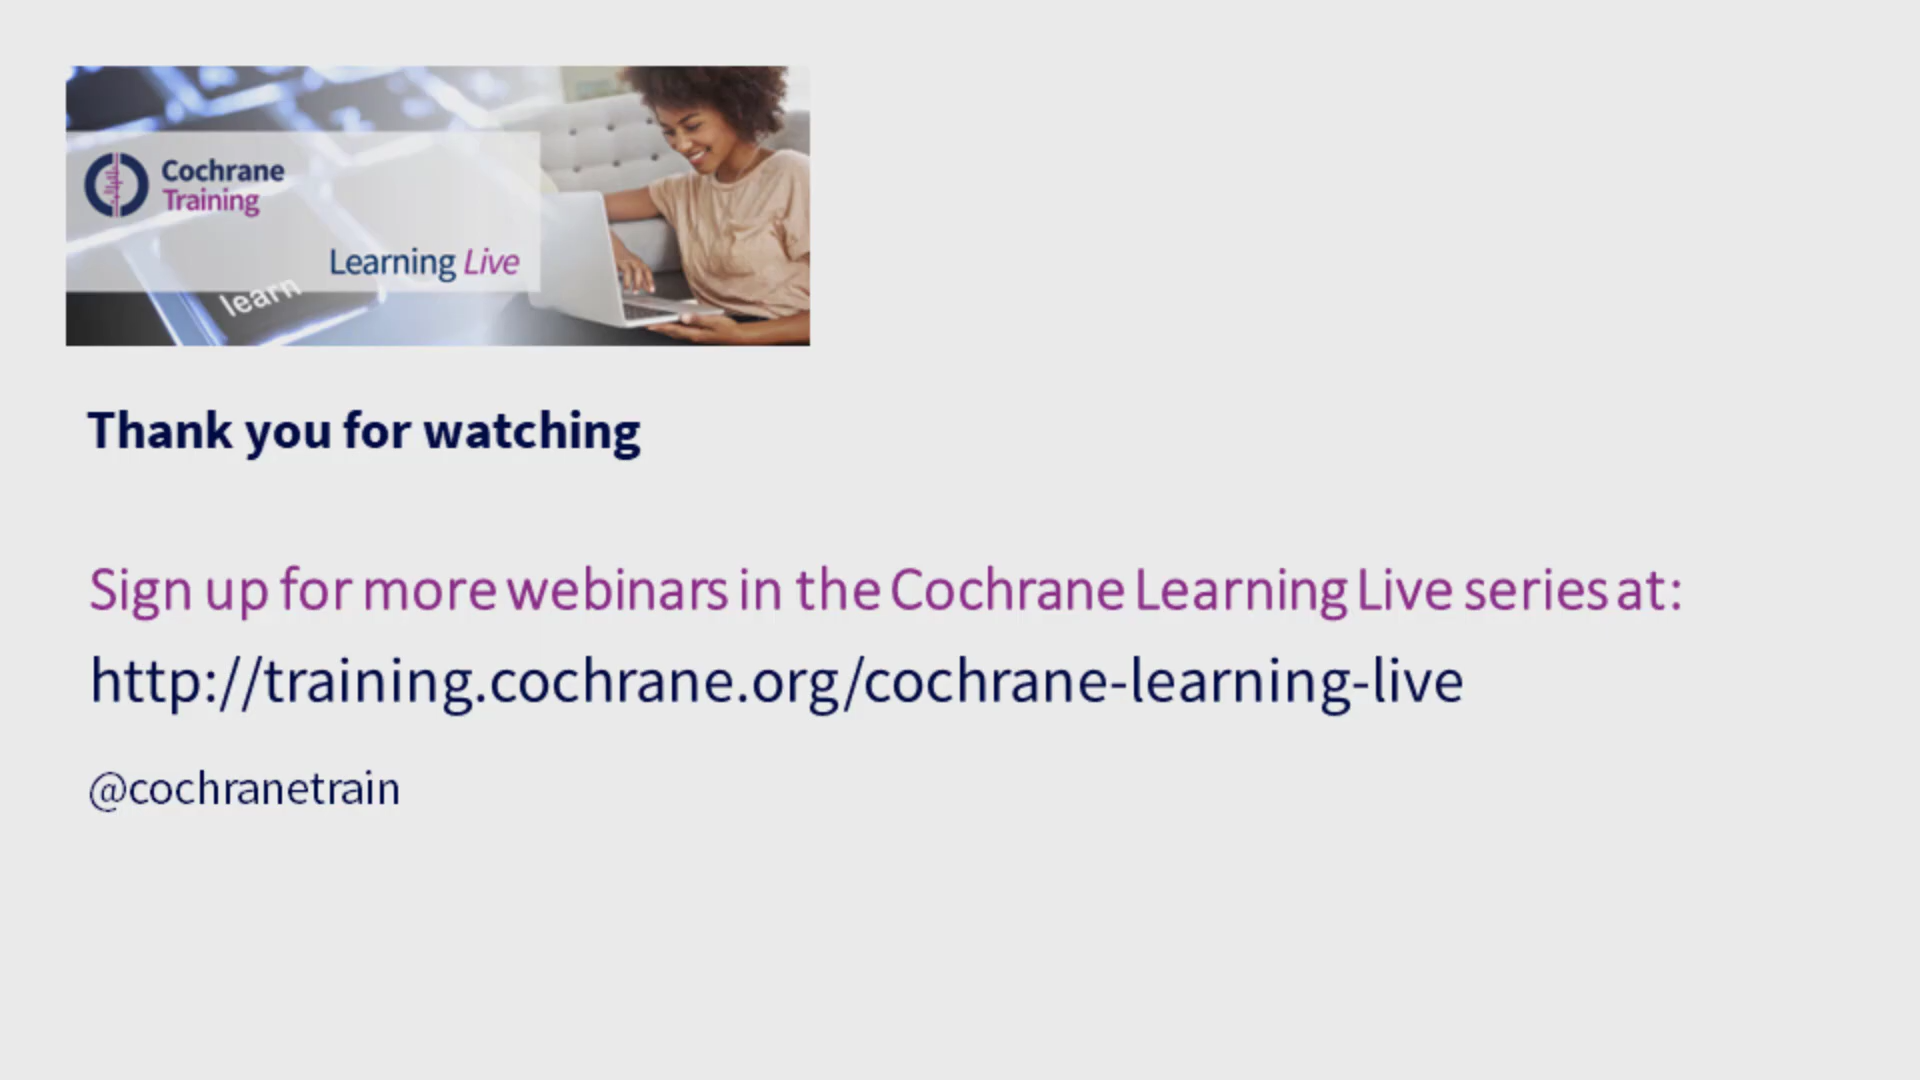 Cochrane
Training
Learning Live
learn
Thank you for watching
Sign up for more webinars in the Cochrane Learning Live series at:
http://training.cochrane.org/cochrane-learning-live
@cochranetrain